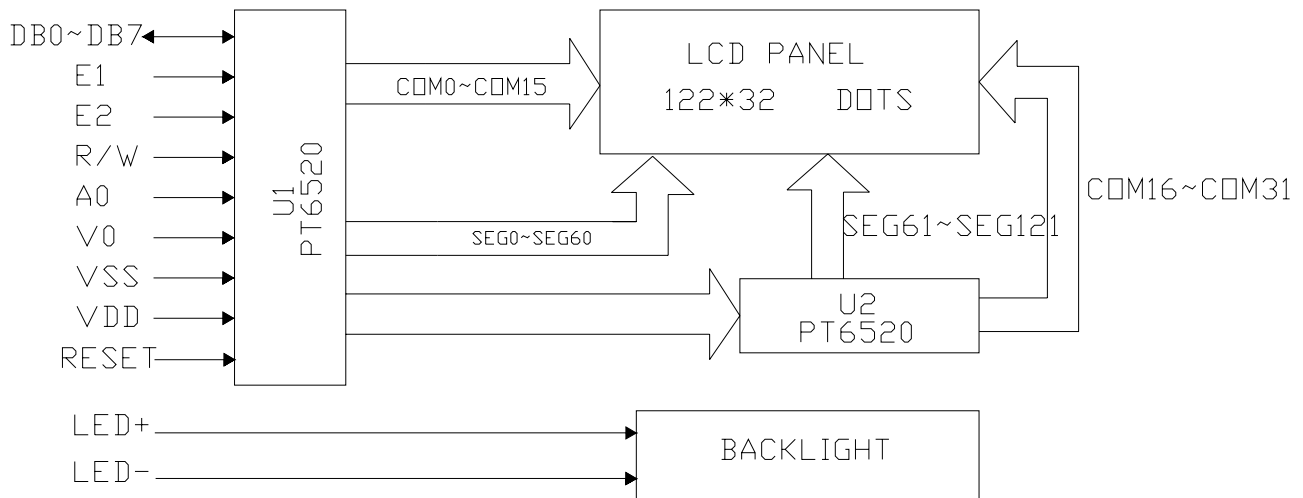 DB0~DB7
E1
E2
R/W
A0
V0
VSS
VDD
RESET
U1
PT6520
COM0~COM15
SEG0~SEG60
LCD PANEL
122*32 DOTS
SEG61~SEG121
COM16~COM31
U2
PT6520
LED+
LED-
BACKLIGHT